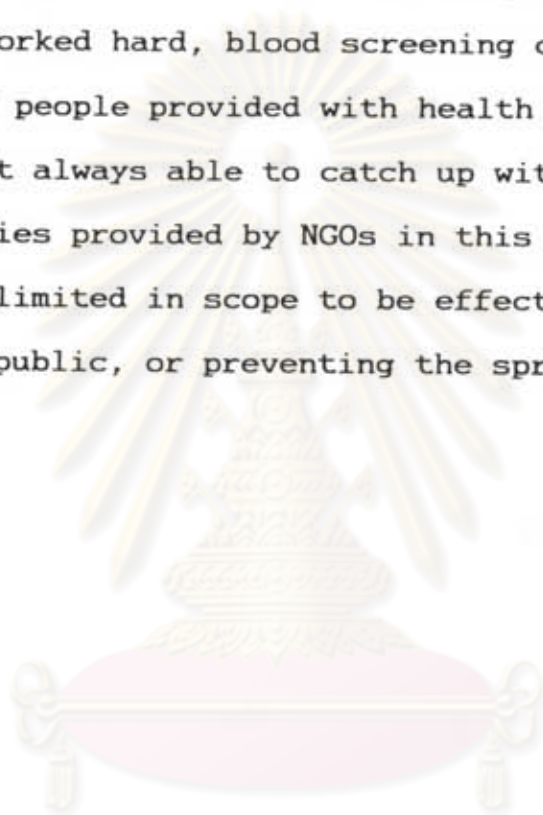 orked hard, blood screening
people provided with health
t always able to catch up wit
ies provided by NGOs in this
limited in scope to be effect
public, or preventing the spr